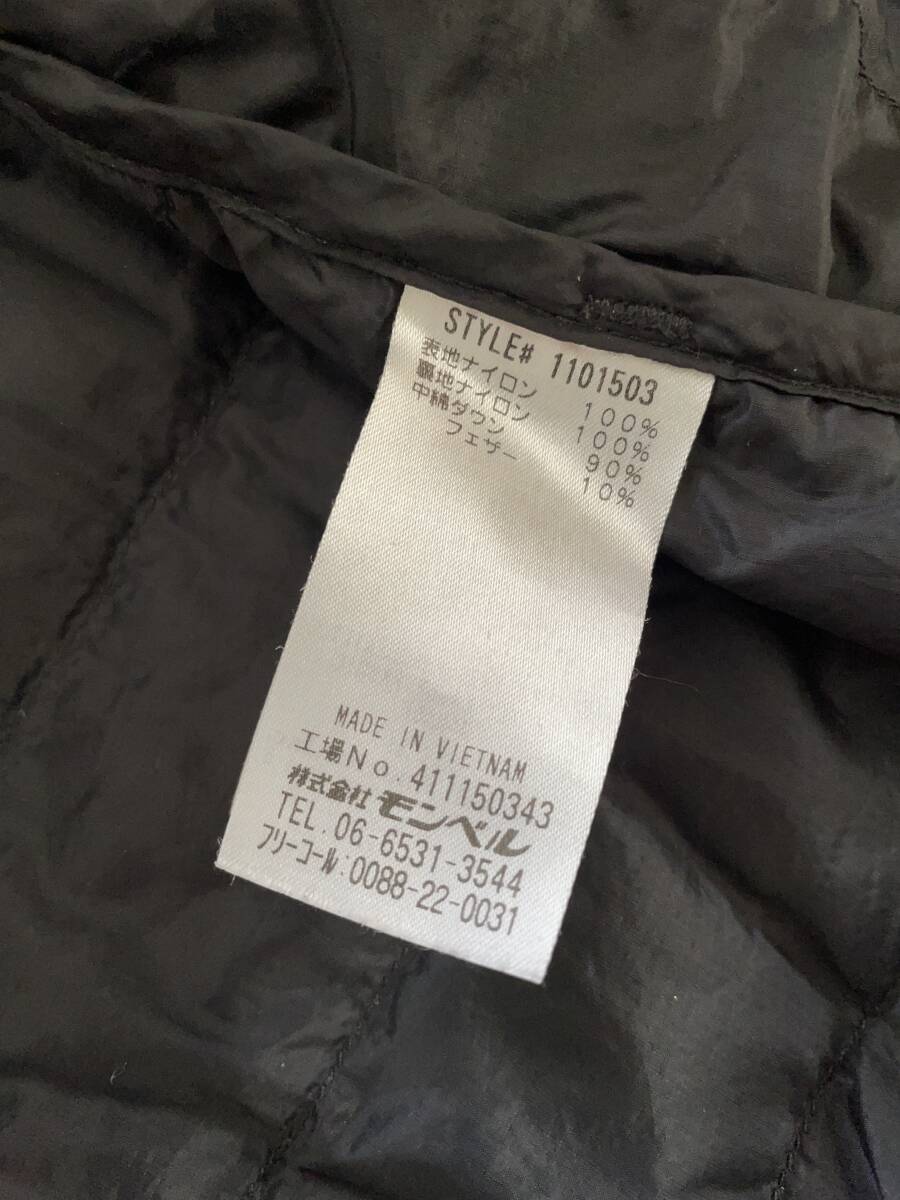 STYLE# 1101503
表地ナイロン 100%
裏地ナイロン 100%
中綿ダウン 90%
フェザー 10%
MADE IN VIETNAM
工場No.411150343
株式会社モンベル
TEL.06-6531-3544
フリーコール:0088-22-0031